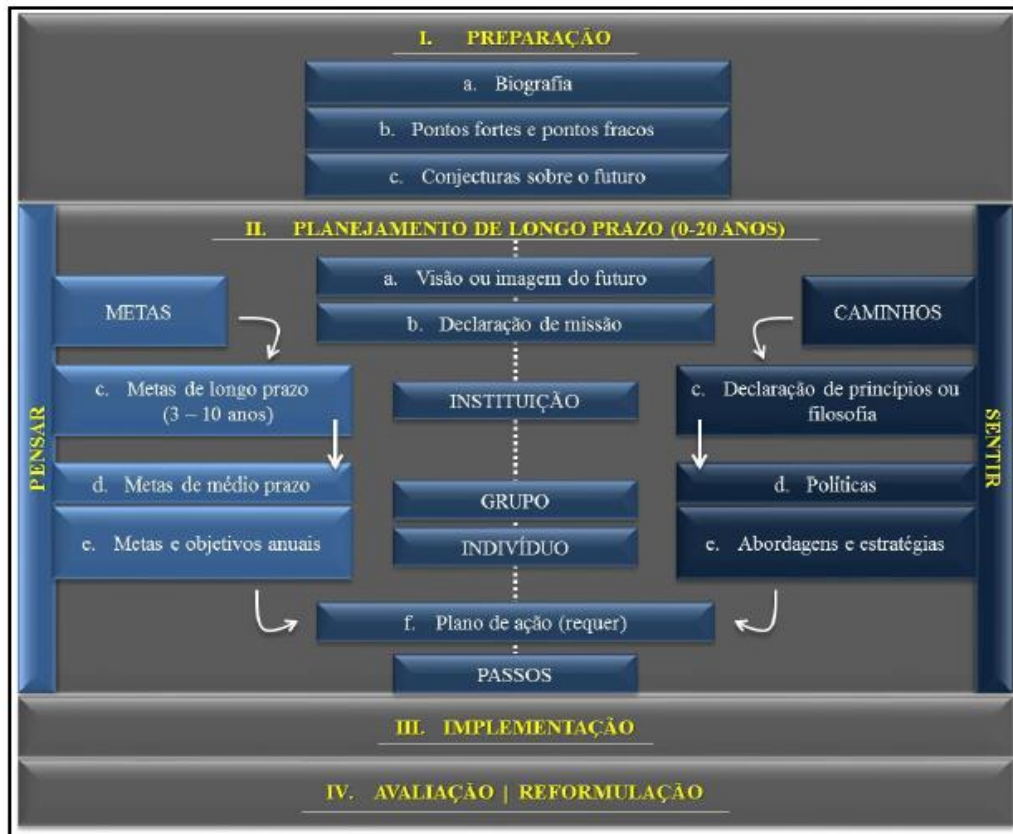 I. PREPARAÇÃO
a. Biografia
b. Pontos fortes e pontos fracos
c. Conjecturas sobre o futuro
II. PLANEJAMENTO DE LONGO PRAZO (0-20 ANOS)
a. Visão ou imagem do futuro
b. Declaração de missão
METAS
CAMINHOS
PENSAR
c. Metas de longo prazo
(3 – 10 anos)
d. Metas de médio prazo
e. Metas e objetivos anuais
INSTITUIÇÃO
GRUPO
INDIVÍDUO
c. Declaração de princípios ou
filosofia
d. Políticas
e. Abordagens e estratégias
SENTIR
f. Plano de ação (requer)
PASSOS
III. IMPLEMENTAÇÃO
IV. AVALIAÇÃO | REFORMULAÇÃO